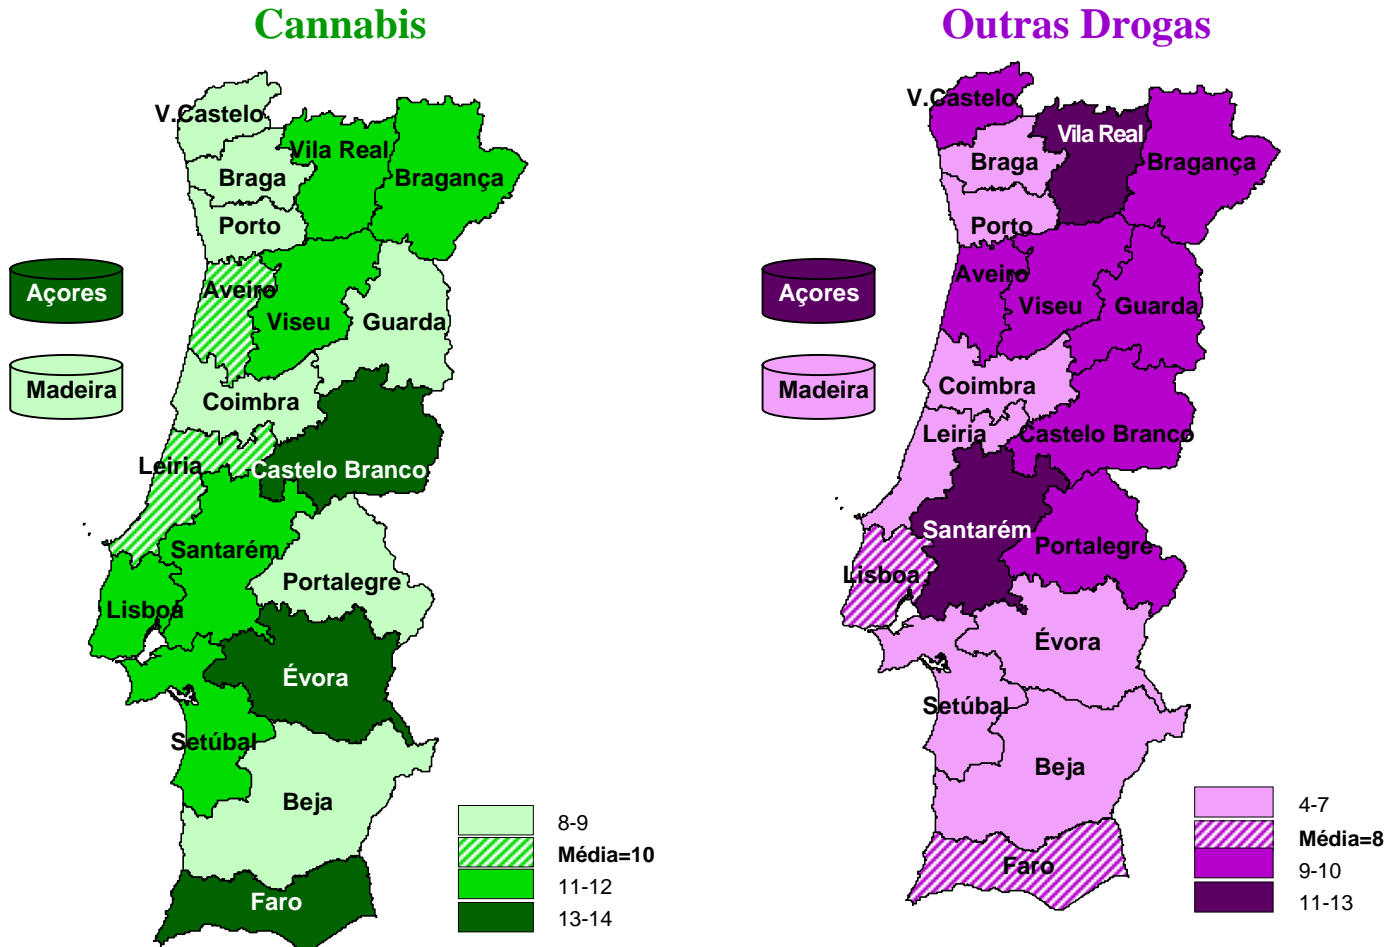 Cannabis
V.Castelo
Vila Real
Braga
Bragança
Porto
Açores
Aveiro
Viseu
Guarda
Madeira
Coimbra
Leiria
Castelo Branco
Santarém
Portalegre
Lisboa
Évora
Setúbal
Beja
Faro
8-9
Média=10
11-12
13-14
Outras Drogas
V.Castelo
Vila Real
Braga
Bragança
Porto
Aveiro
Açores
Viseu
Guarda
Madeira
Coimbra
Leiria
Castelo Branco
Santarém
Portalegre
Lisboa
Évora
Setúbal
Beja
Faro
4-7
Média=8
9-10
11-13